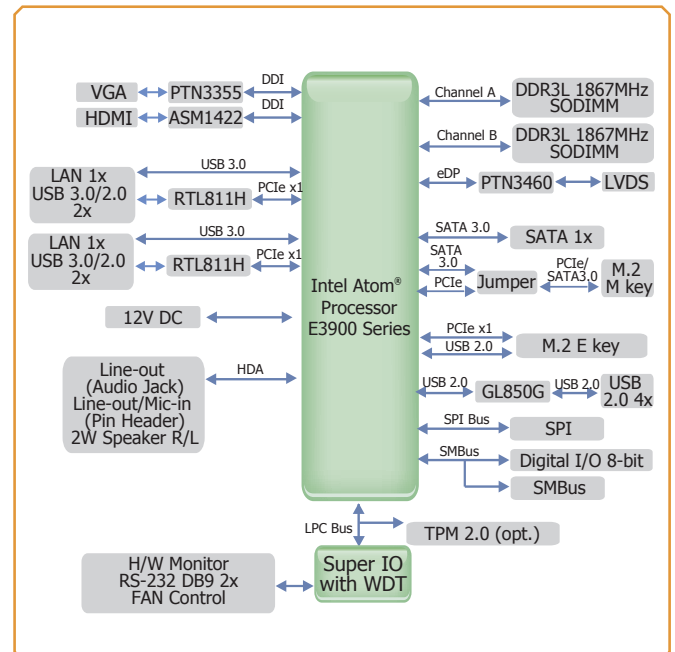 VGA
PTN3355
DDI
HDMI
ASM1422
DDI
LAN 1x
USB 3.0/2.0
2x
USB 3.0
RTL811H
PCIe x1
LAN 1x
USB 3.0/2.0
2x
USB 3.0
RTL811H
PCIe x1
12V DC
Line-out
(Audio Jack)
Line-out/Mic-in
(Pin Header)
2W Speaker R/L
HDA
Intel Atom®
Processor
E3900 Series
Channel A
DDR3L 1867MHz
SODIMM
Channel B
DDR3L 1867MHz
SODIMM
eDP
PTN3460
LVDS
SATA 3.0
SATA 1x
SATA
3.0
PCIe
Jumper
PCIe/
SATA3.0
M.2
M key
PCIe x1
USB 2.0
M.2 E key
USB 2.0
GL850G
USB 2.0
USB
2.0 4x
SPI Bus
SPI
SMBus
Digital I/O 8-bit
SMBus
LPC Bus
TPM 2.0 (opt.)
Super IO
with WDT
H/W Monitor
RS-232 DB9 2x
FAN Control